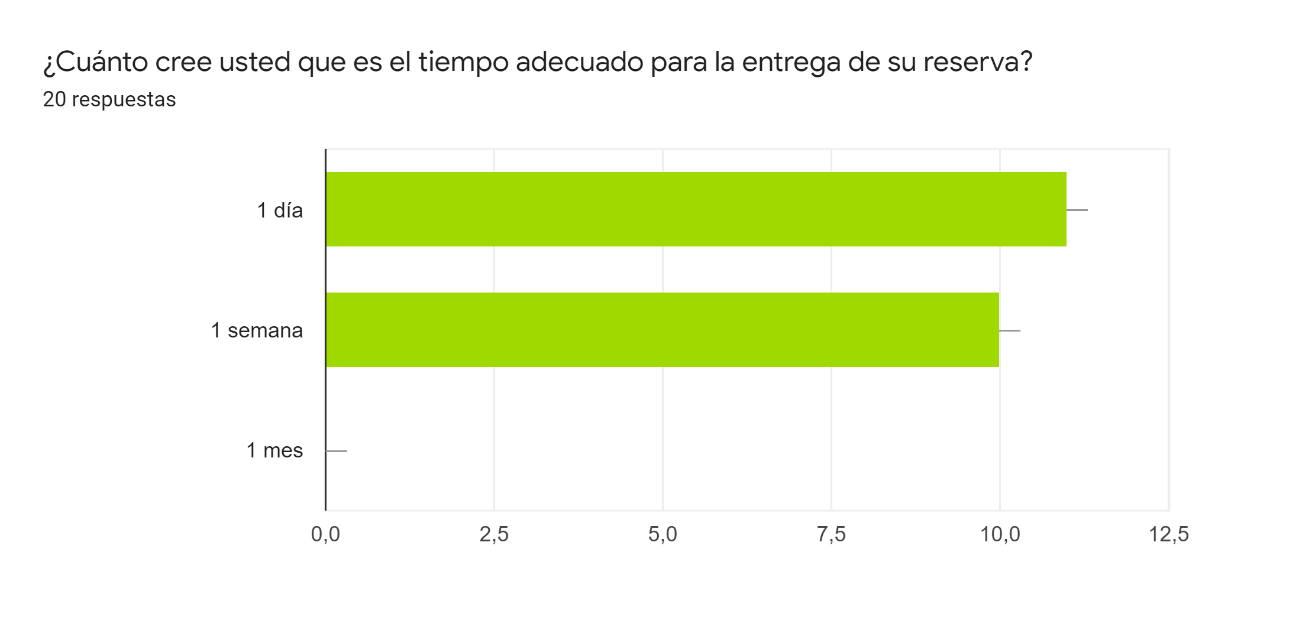 ¿Cuánto cree usted que es el tiempo adecuado para la entrega de su reserva?
20 respuestas
1 día
1 semana
1 mes
0,0 2,5 5,0 7,5 10,0 12,5